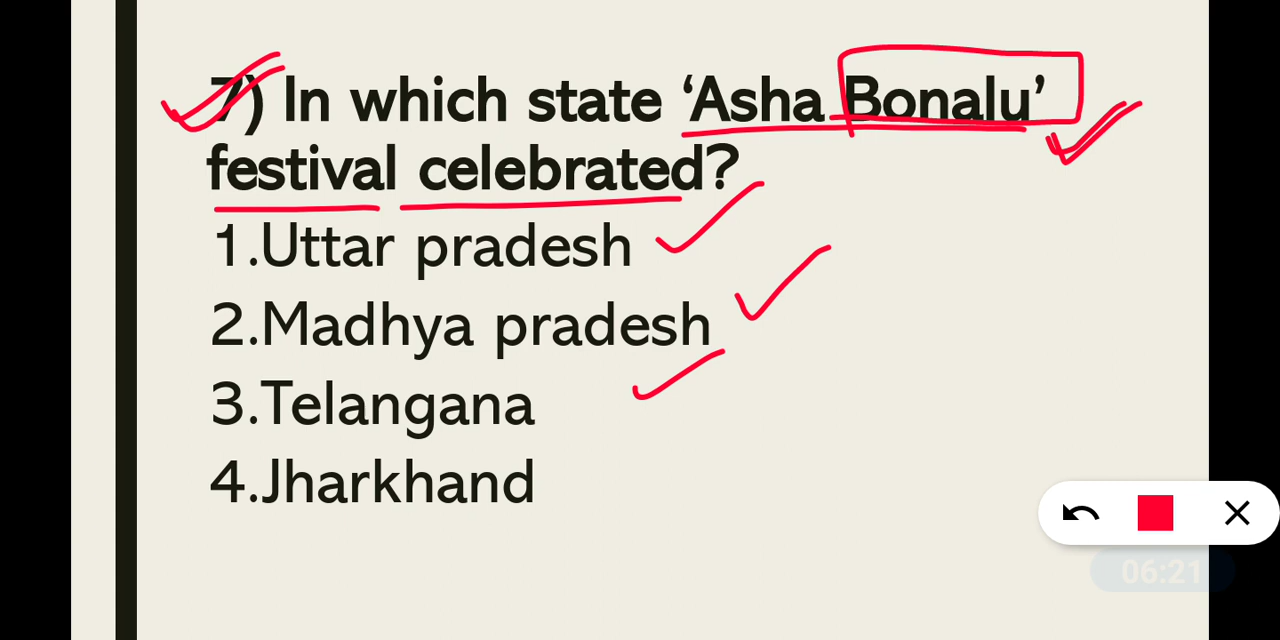 7) In which state ‘Asha Bonalu’
festival celebrated?
1.Uttar pradesh
2.Madhya pradesh
3.Telangana
4.Jharkhand
06:21